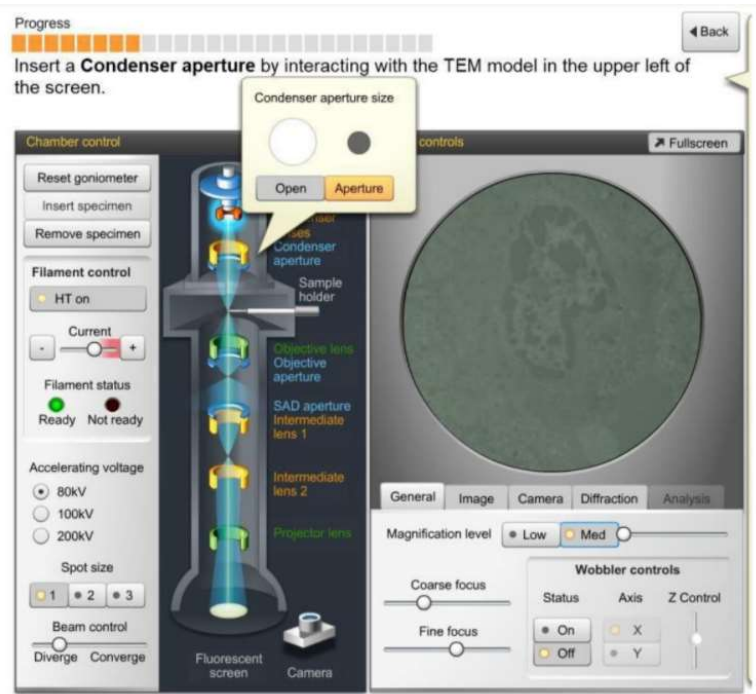 Progress
Back
Insert a Condenser aperture by interacting with the TEM model in the upper left of
the screen.
Condenser aperture size
Open Aperture
Chamber control
controls
Fullscreen
Reset goniometer
Insert specimen
Remove specimen
Filament control
HT on
Current
- +
Filament status
Ready Not ready
Accelerating voltage
80kV
100kV
200kV
Spot size
1 2 3
Beam control
Diverge Converge
Condenser
aperture
Sample
holder
Objective lens
Objective
aperture
SAD aperture
Intermediate
lens 1
Intermediate
lens 2
Projector lens
Fluorescent
screen
Camera
General Image Camera Diffraction Analysis
Magnification level Low Med
Coarse focus
Fine focus
Wobbler controls
Status Axis Z Control
On X
Off Y